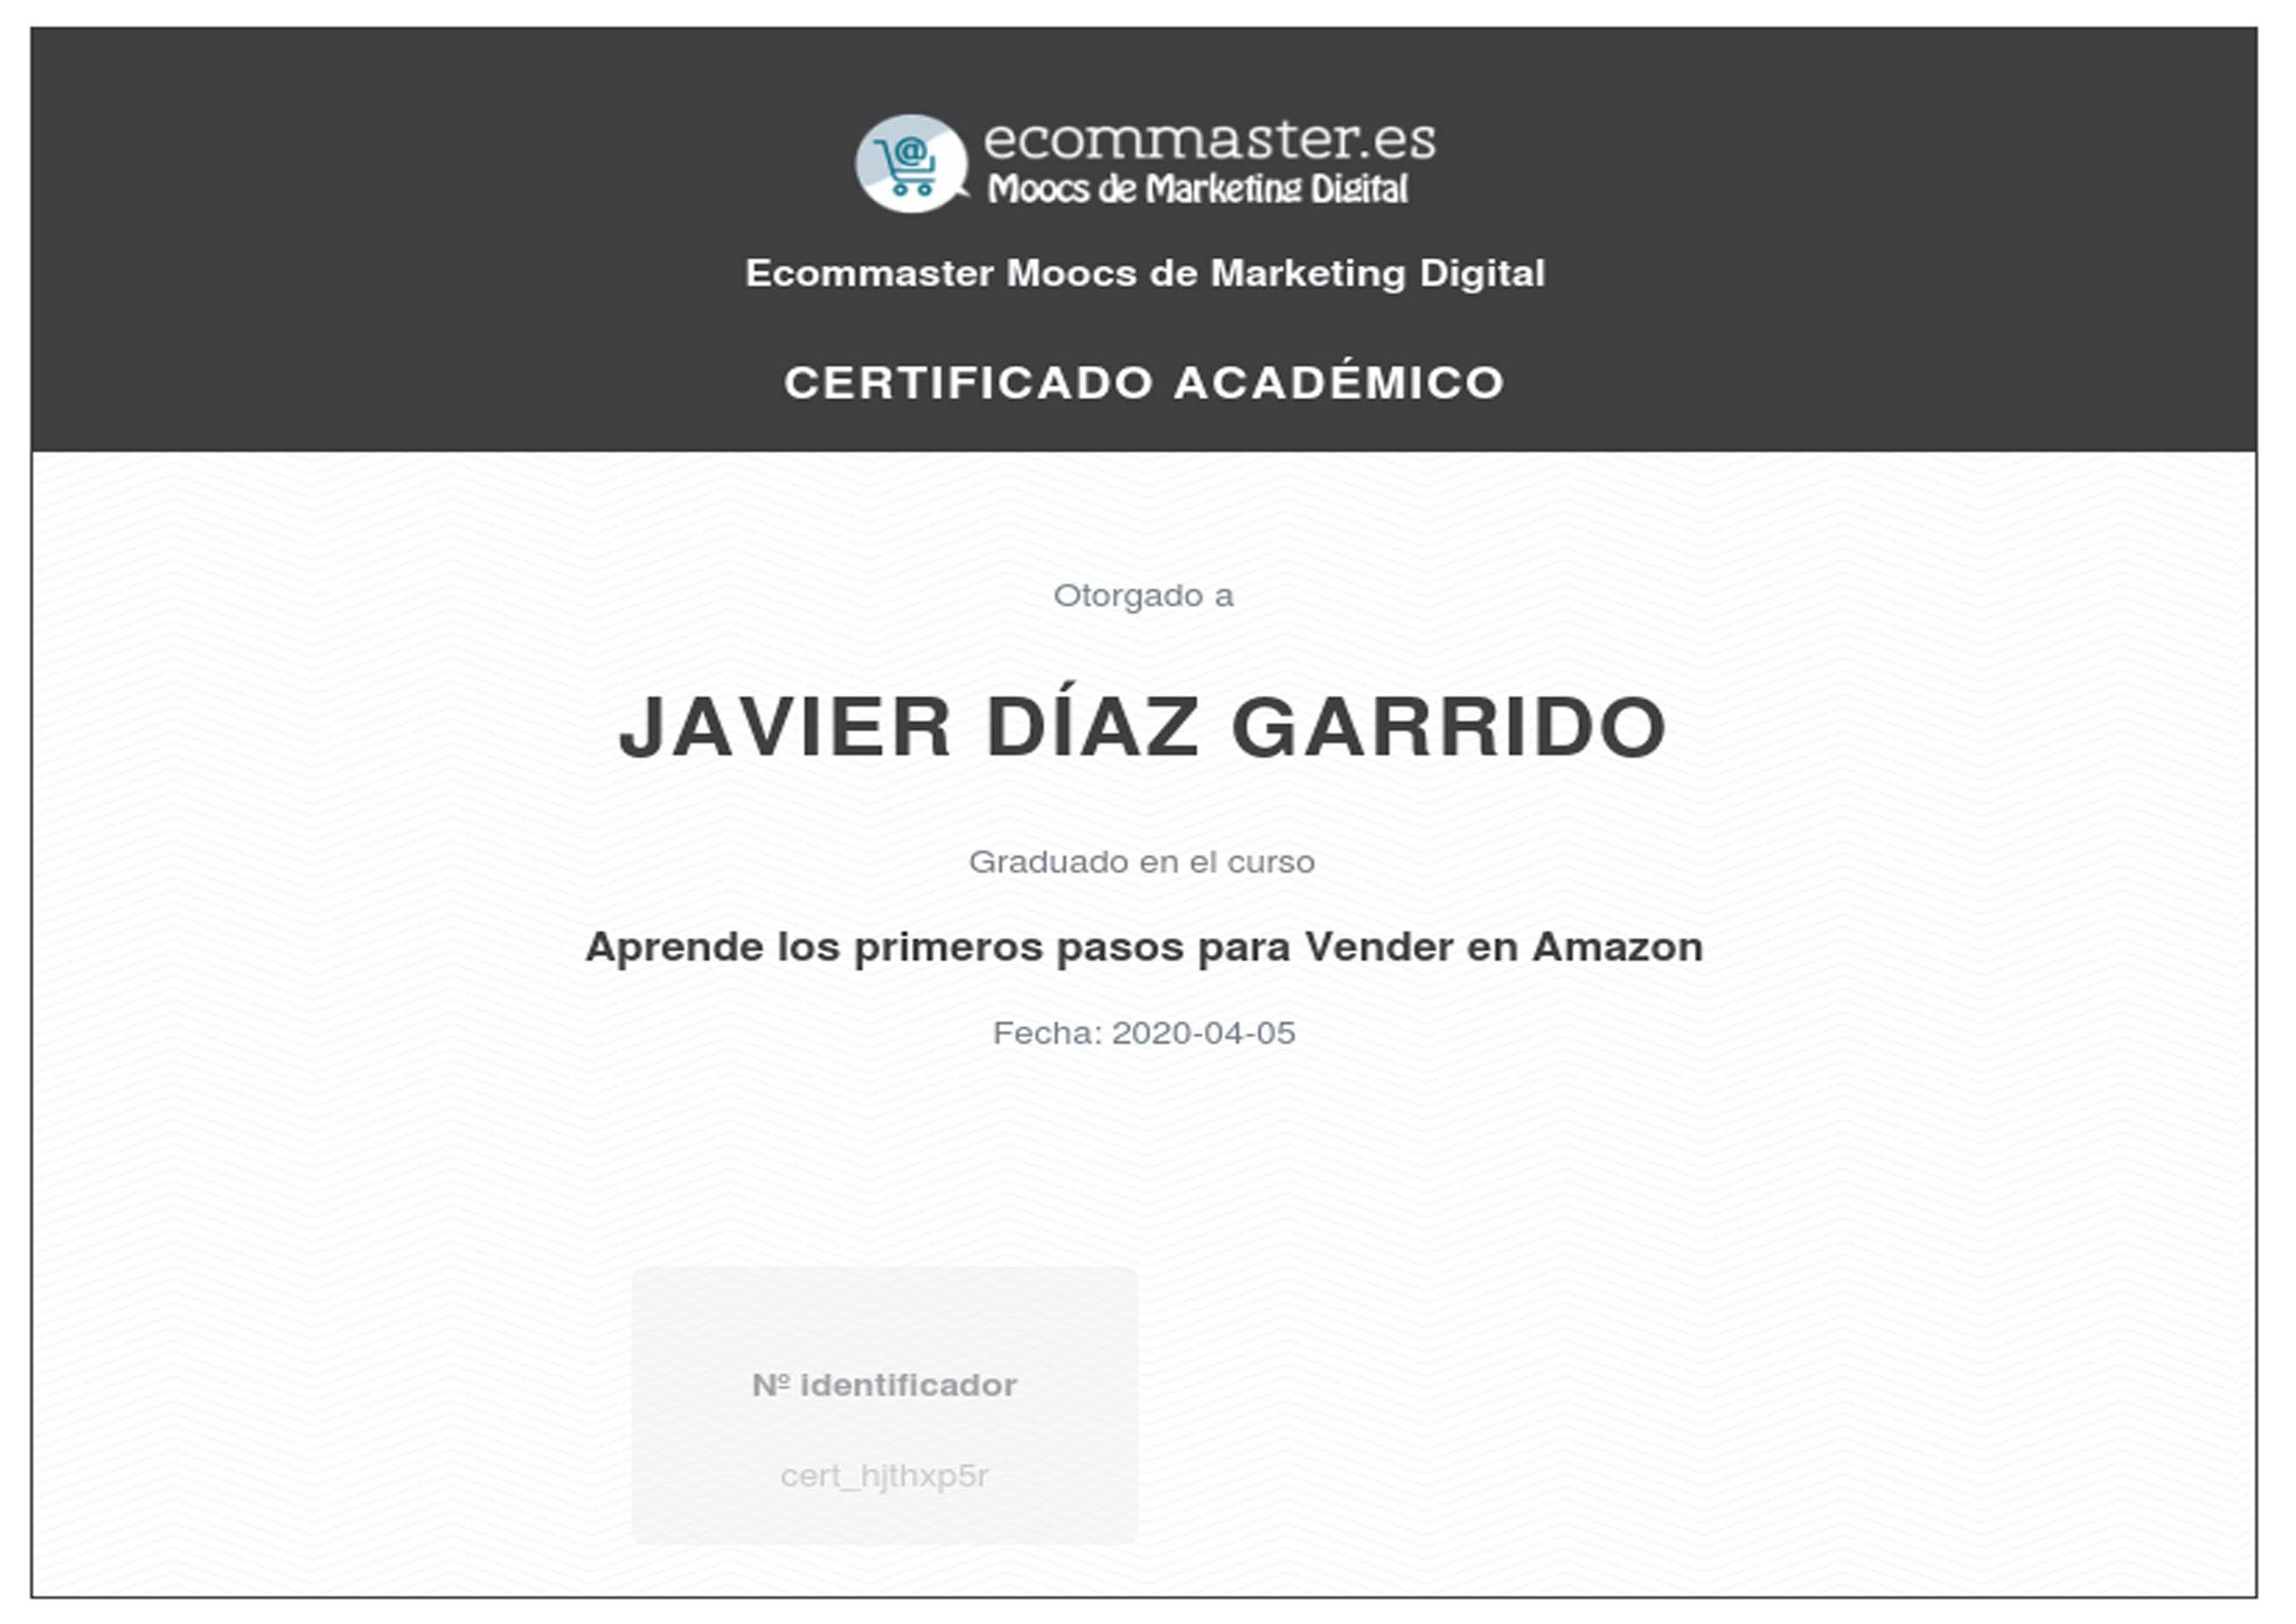 ecommaster.es
Moocs de Marketing Digital
Ecommaster Moocs de Marketing Digital
CERTIFICADO ACADÉMICO
Otorgado a
JAVIER DÍAZ GARRIDO
Graduado en el curso
Aprende los primeros pasos para Vender en Amazon
Fecha: 2020-04-05
Nº identificador
cert_hjthxp5r